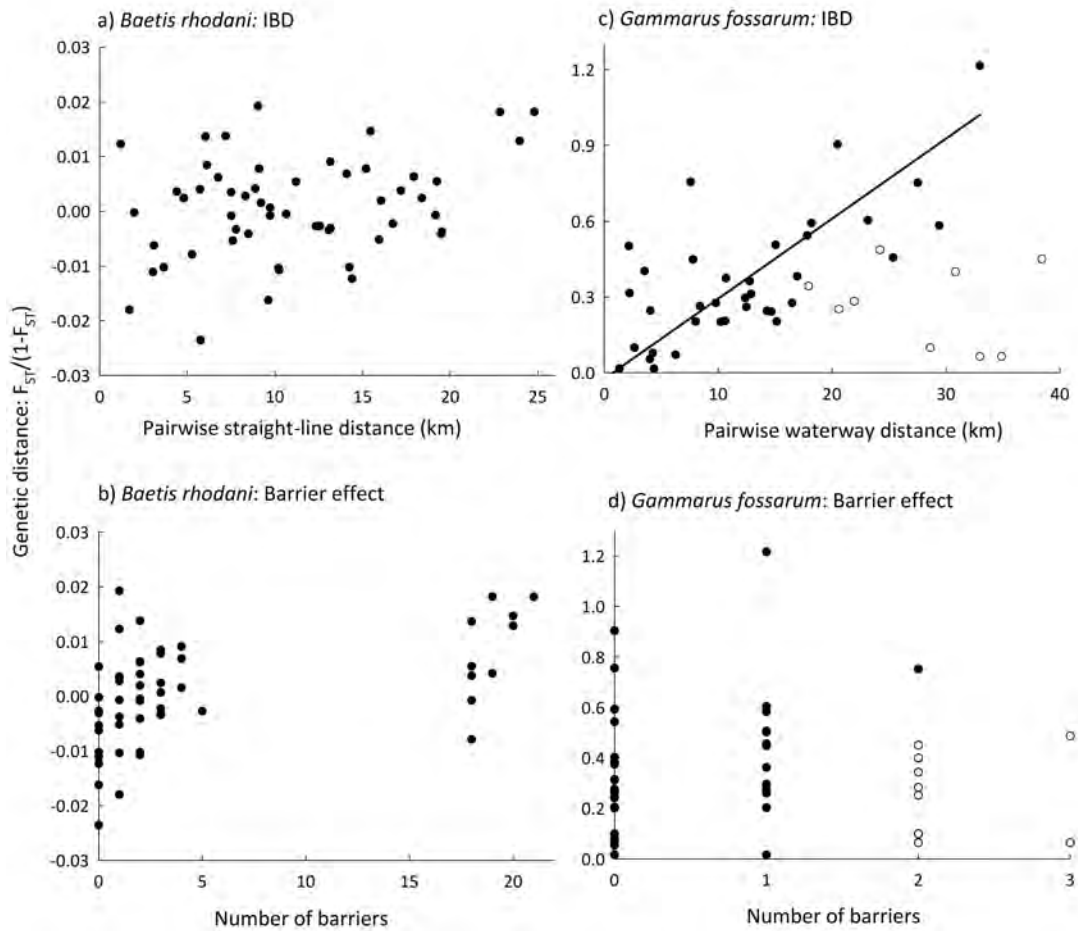 a) Baetis rhodani: IBD
0.03
0.02
0.01
0.00
-0.01
-0.02
-0.03
0 5 10 15 20 25
Pairwise straight-line distance (km)
c) Gammarus fossarum: IBD
1.2
0.9
0.6
0.3
0.0
0 10 20 30 40
Pairwise waterway distance (km)
Genetic distance: FST/(1-FST)
b) Baetis rhodani: Barrier effect
0.03
0.02
0.01
0.00
-0.01
-0.02
-0.03
0 5 10 15 20
Number of barriers
d) Gammarus fossarum: Barrier effect
1.2
1.0
0.8
0.6
0.4
0.2
0.0
0 1 2 3
Number of barriers